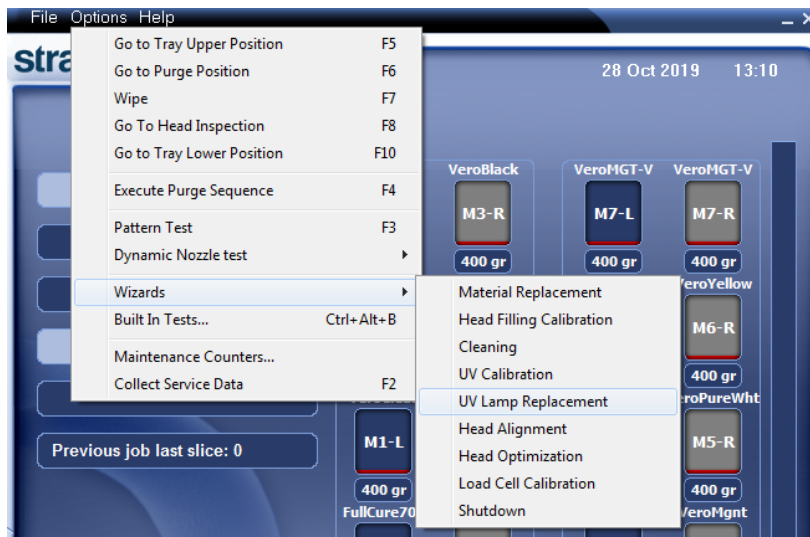 File Options Help
stra
28 Oct 2019 13:10
Go to Tray Upper Position F5
Go to Purge Position F6
Wipe F7
Go To Head Inspection F8
Go to Tray Lower Position F10
Execute Purge Sequence F4
Pattern Test F3
Dynamic Nozzle test
Wizards
Built In Tests... Ctrl+Alt+B
Maintenance Counters...
Collect Service Data F2
Material Replacement
Head Filling Calibration
Cleaning
UV Calibration
UV Lamp Replacement
Head Alignment
Head Optimization
Load Cell Calibration
Shutdown
VeroBlack VeroMGT-V VeroMGT-V
M3-R M7-L M7-R
400 gr 400 gr 400 gr
VeroYellow
M6-R
400 gr
eroPureWht
M1-L M5-R
400 gr 400 gr
FullCure70 VeroMgnt
Previous job last slice: 0